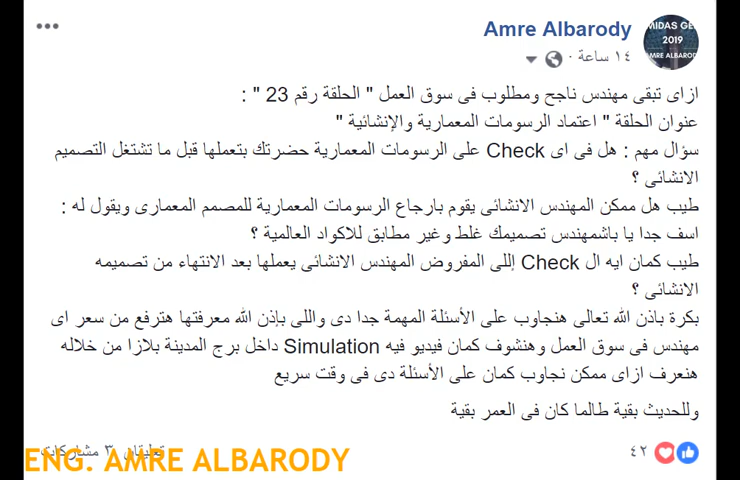 Amre Albarody
١٤ ساعة ·
MIDAS GE
2019
AMRE ALBAROD
ازاى تبقى مهندس ناجح ومطلوب فى سوق العمل " الحلقة رقم 23 " :
عنوان الحلقة " اعتماد الرسومات المعمارية والإنشائية "
سؤال مهم : هل فى اى Check على الرسومات المعمارية حضرتك بتعملها قبل ما تشتغل التصميم
الانشائى ؟
طيب هل ممكن المهندس الانشائى يقوم بارجاع الرسومات المعمارية للمصمم المعمارى ويقول له :
اسف جدا يا باشمهندس تصميمك غلط وغير مطابق للاكواد العالمية ؟
طيب كمان ايه ال Check إللى المفروض المهندس الانشائى يعملها بعد الانتهاء من تصميمه
الانشائى ؟
بكرة باذن الله تعالى هنجاوب على الأسئلة المهمة جدا دى واللى بإذن الله معرفتها هترفع من سعر اى
مهندس فى سوق العمل وهنشوف كمان فيديو فيه Simulation داخل برج المدينة بلازا من خلاله
هنعرف ازاى ممكن نجاوب كمان على الأسئلة دى فى وقت سريع
وللحديث بقية طالما كان فى العمر بقية
٤٢
تعليقان ٣ مشاركات
ENG. AMRE ALBARODY